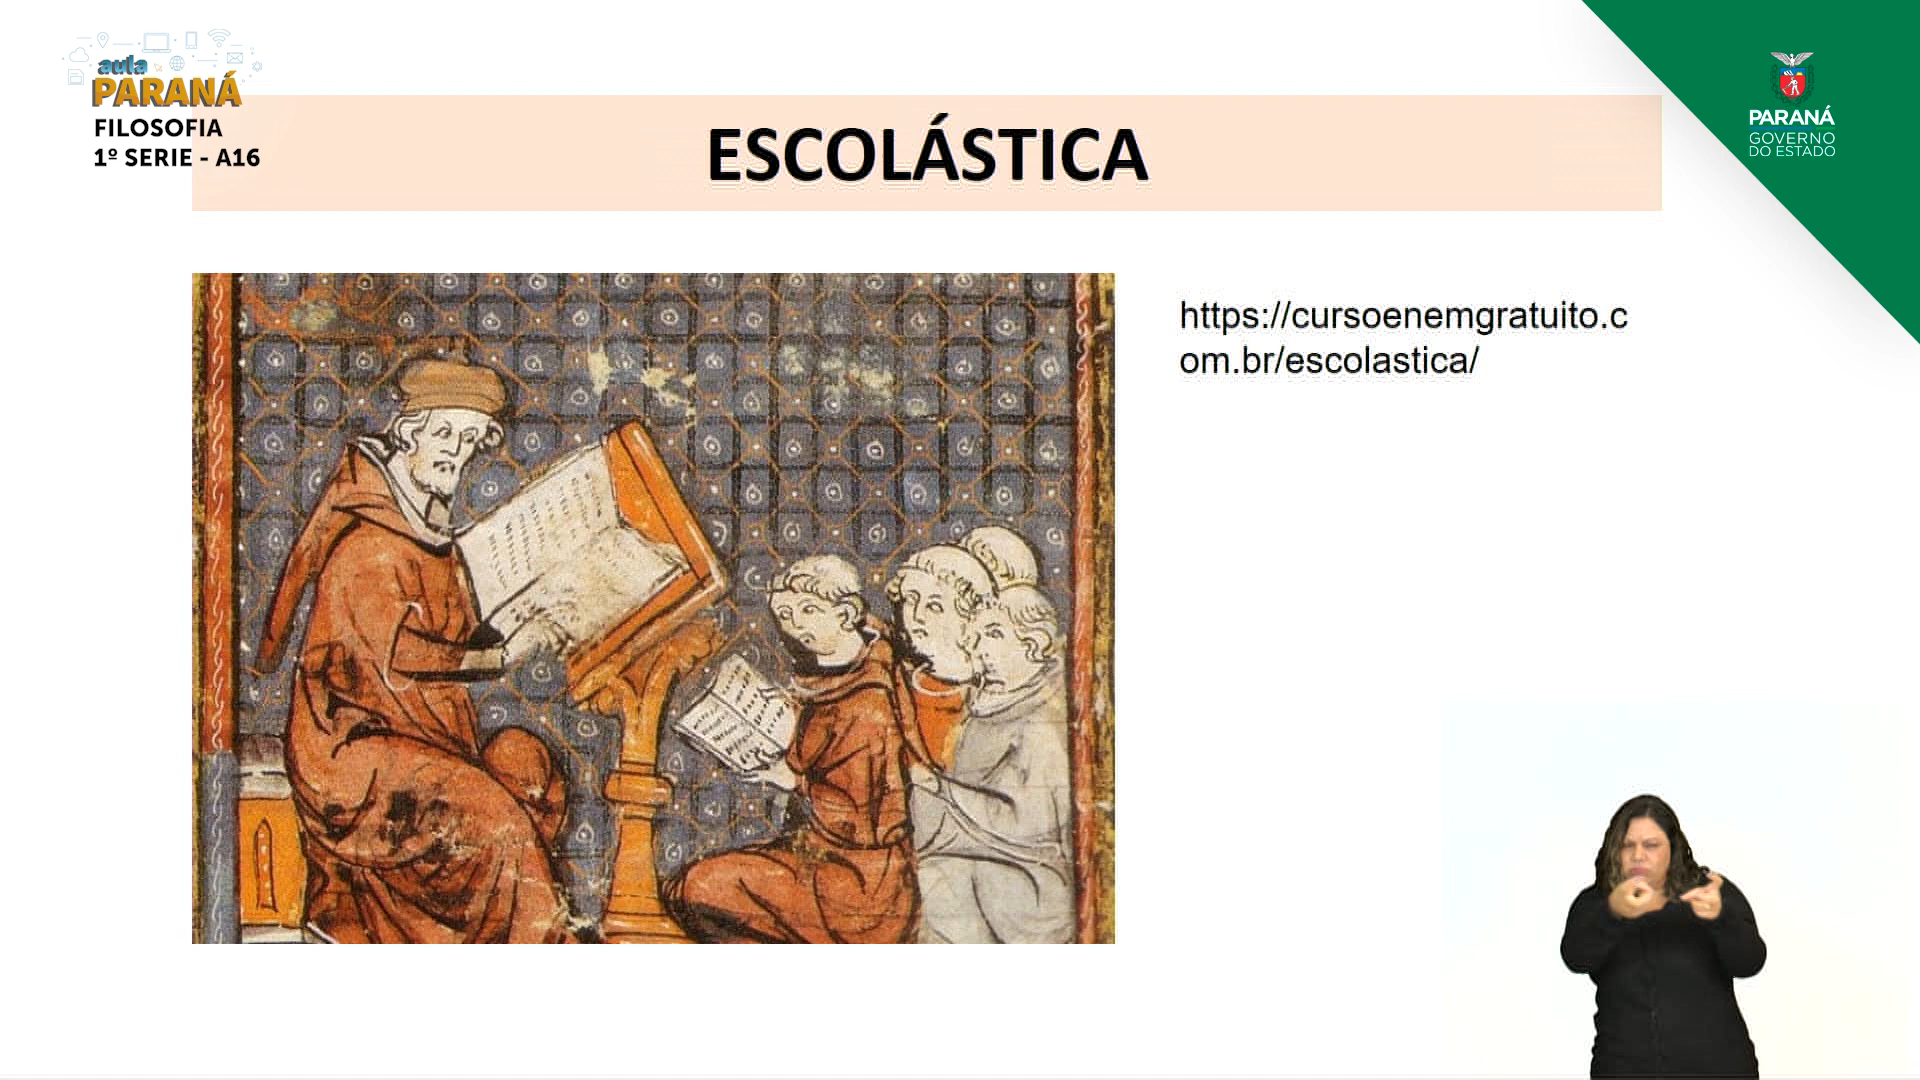 aula
PARANÁ
FILOSOFIA
1º SERIE - A16
ESCOLÁSTICA
PARANÁ
GOVERNO
DO ESTADO
https://cursoenemgratuito.c
om.br/escolastica/